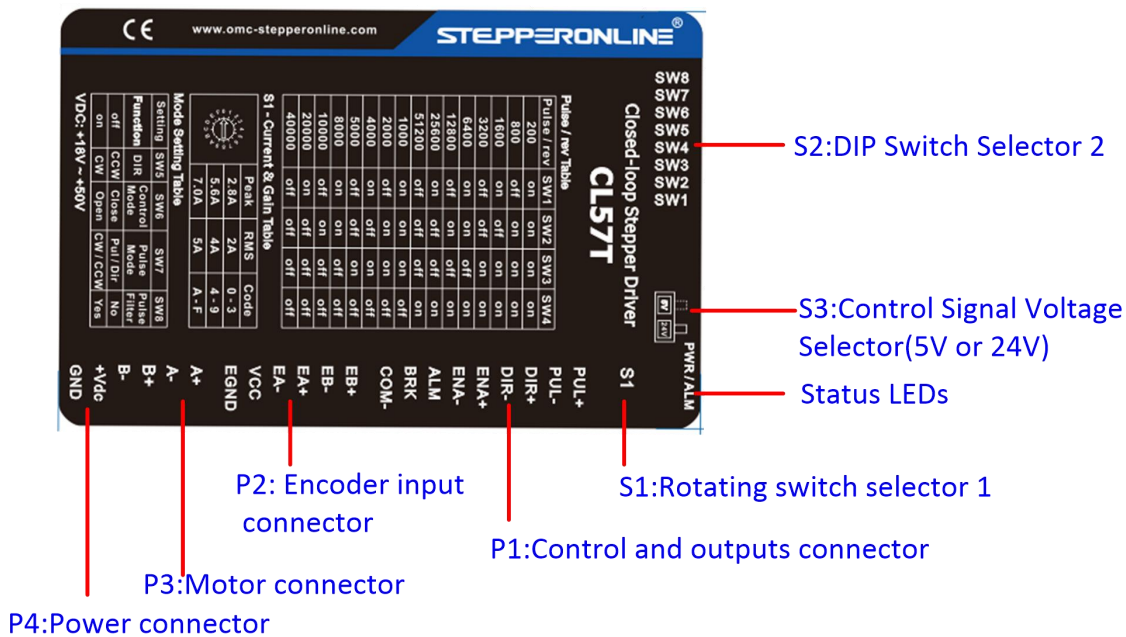 CE www.omc-stepperonline.com STEPPERONLINE®
SW8
SW7
SW6
SW5
SW4
SW3
SW2
SW1
S2:DIP Switch Selector 2
Closed-loop Stepper Driver
CL57T
Pulse / rev Table
Pulse / rev SW1 SW2 SW3 SW4
200 on on on on
800 off on on on
1600 on off on on
3200 off off on on
6400 on on off on
12800 off on off on
25600 on off off on
51200 off off off on
1000 on on on off
2000 off on on off
4000 on off on off
5000 off off on off
8000 on on off off
10000 off on off off
20000 on off off off
40000 off off off off
S1 - Current & Gain Table
Peak RMS Code
2.8A 2A 0 - 3
5.6A 4A 4 - 9
7.0A 5A A - F
Mode Setting Table
Setting SW5 SW6 SW7 SW8
Function DIR Control Mode Pulse Mode Pulse Filter
off CCW Close Pul / Dir No
on CW Open CW / CCW Yes
VDC: +18V ~ +50V
5V 24V
S3:Control Signal Voltage
Selector(5V or 24V)
PWR / ALM
Status LEDs
S1
PUL+
PUL-
DIR+
DIR-
ENA+
ENA-
ALM
BRK
COM-
EB+
EB-
EA+
EA-
VCC
EGND
A+
A-
B+
B-
+Vdc
GND
S1:Rotating switch selector 1
P1:Control and outputs connector
P2: Encoder input
connector
P3:Motor connector
P4:Power connector